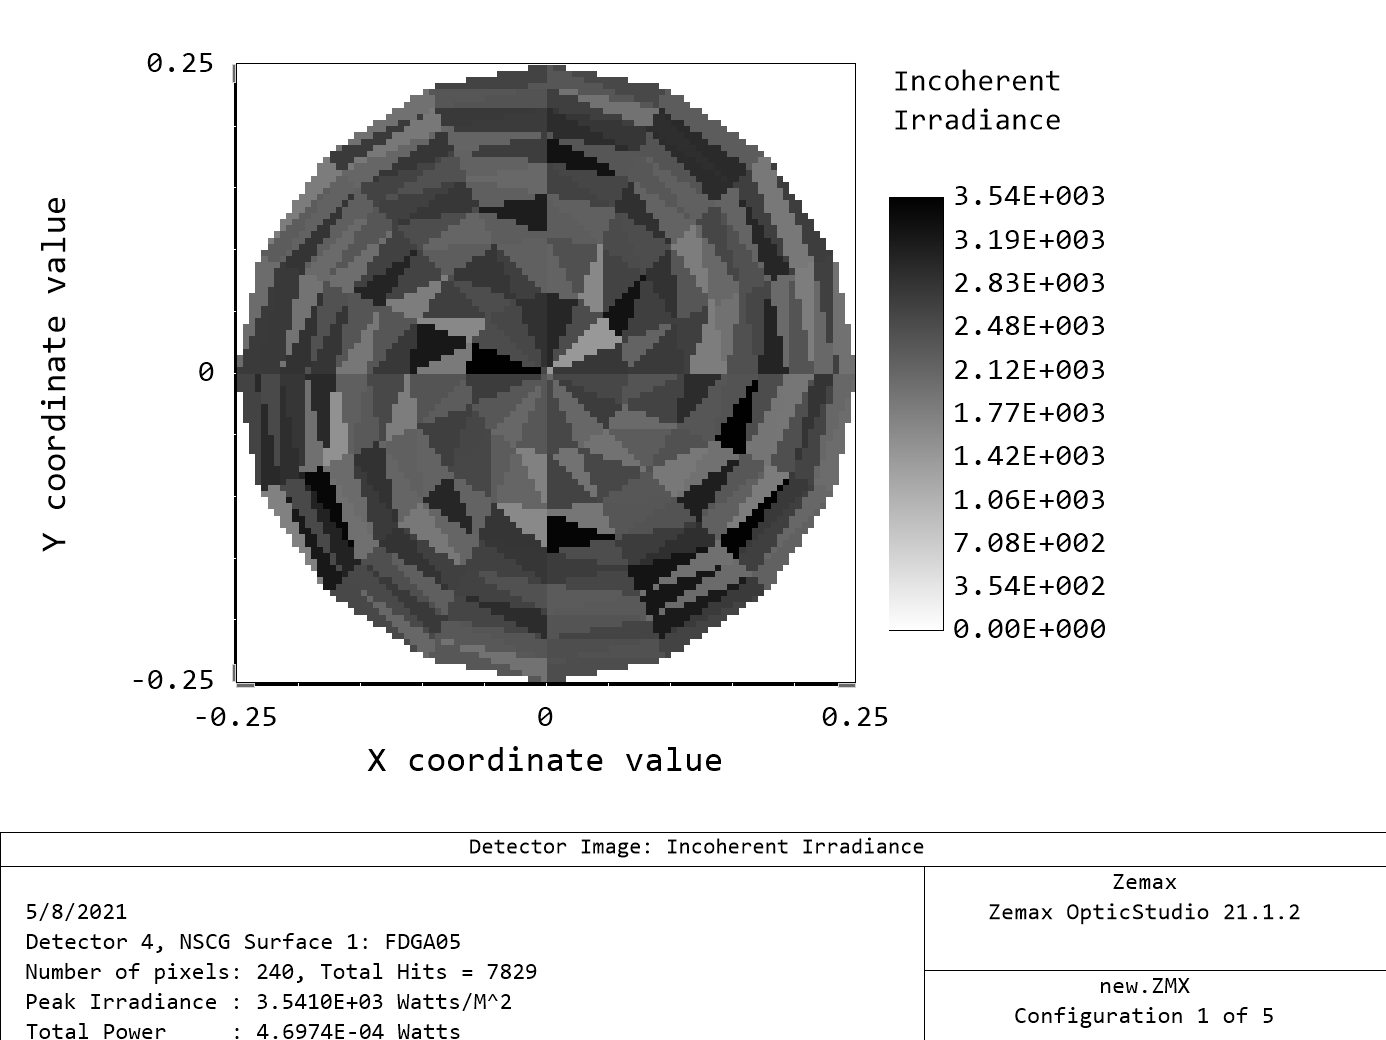 0.25
0
-0.25
Y coordinate value
-0.25
0
0.25
X coordinate value
Incoherent
Irradiance
3.54E+003
3.19E+003
2.83E+003
2.48E+003
2.12E+003
1.77E+003
1.42E+003
1.06E+003
7.08E+002
3.54E+002
0.00E+000
Detector Image: Incoherent Irradiance
5/8/2021
Detector 4, NSCG Surface 1: FDGA05
Number of pixels: 240, Total Hits = 7829
Peak Irradiance : 3.5410E+03 Watts/M^2
Total Power     : 4.6974E-04 Watts
Zemax
Zemax OpticStudio 21.1.2
new.ZMX
Configuration 1 of 5